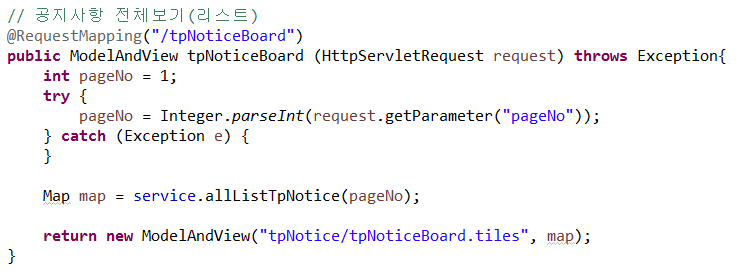 // 공지사항 전체보기(리스트)
@RequestMapping("/tpNoticeBoard")
public ModelAndView tpNoticeBoard (HttpServletRequest request) throws Exception{
    int pageNo = 1;
    try {
        pageNo = Integer.parseInt(request.getParameter("pageNo"));
    } catch (Exception e) {
    }

    Map map = service.allListTpNotice(pageNo);

    return new ModelAndView("tpNotice/tpNoticeBoard.tiles", map);
}